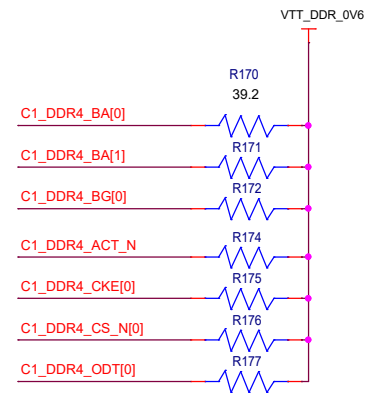 VTT_DDR_0V6
R170
39.2
C1_DDR4_BA[0]
R171
C1_DDR4_BA[1]
R172
C1_DDR4_BG[0]
R174
C1_DDR4_ACT_N
R175
C1_DDR4_CKE[0]
R176
C1_DDR4_CS_N[0]
R177
C1_DDR4_ODT[0]